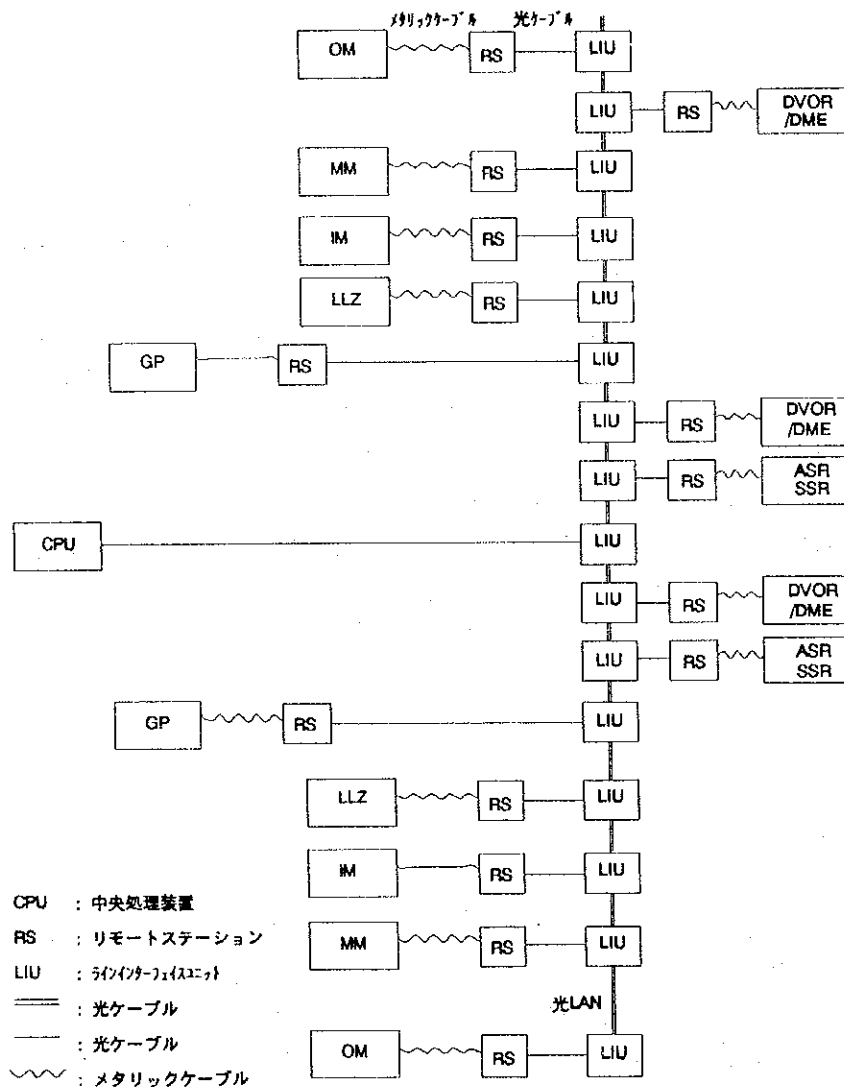 メタリックケーブル 光ケーブル
OM RS LIU
LIU RS DVOR
/DME
MM RS LIU
IM RS LIU
LLZ RS LIU
GP RS LIU
LIU RS DVOR
/DME
LIU RS ASR
SSR
CPU LIU
LIU RS DVOR
/DME
LIU RS ASR
SSR
GP RS LIU
LLZ RS LIU
IM RS LIU
MM RS LIU
光LAN
OM RS LIU
CPU : 中央処理装置
RS : リモートステーション
LIU : ラインインターフェイスユニット
: 光ケーブル
: 光ケーブル
: メタリックケーブル